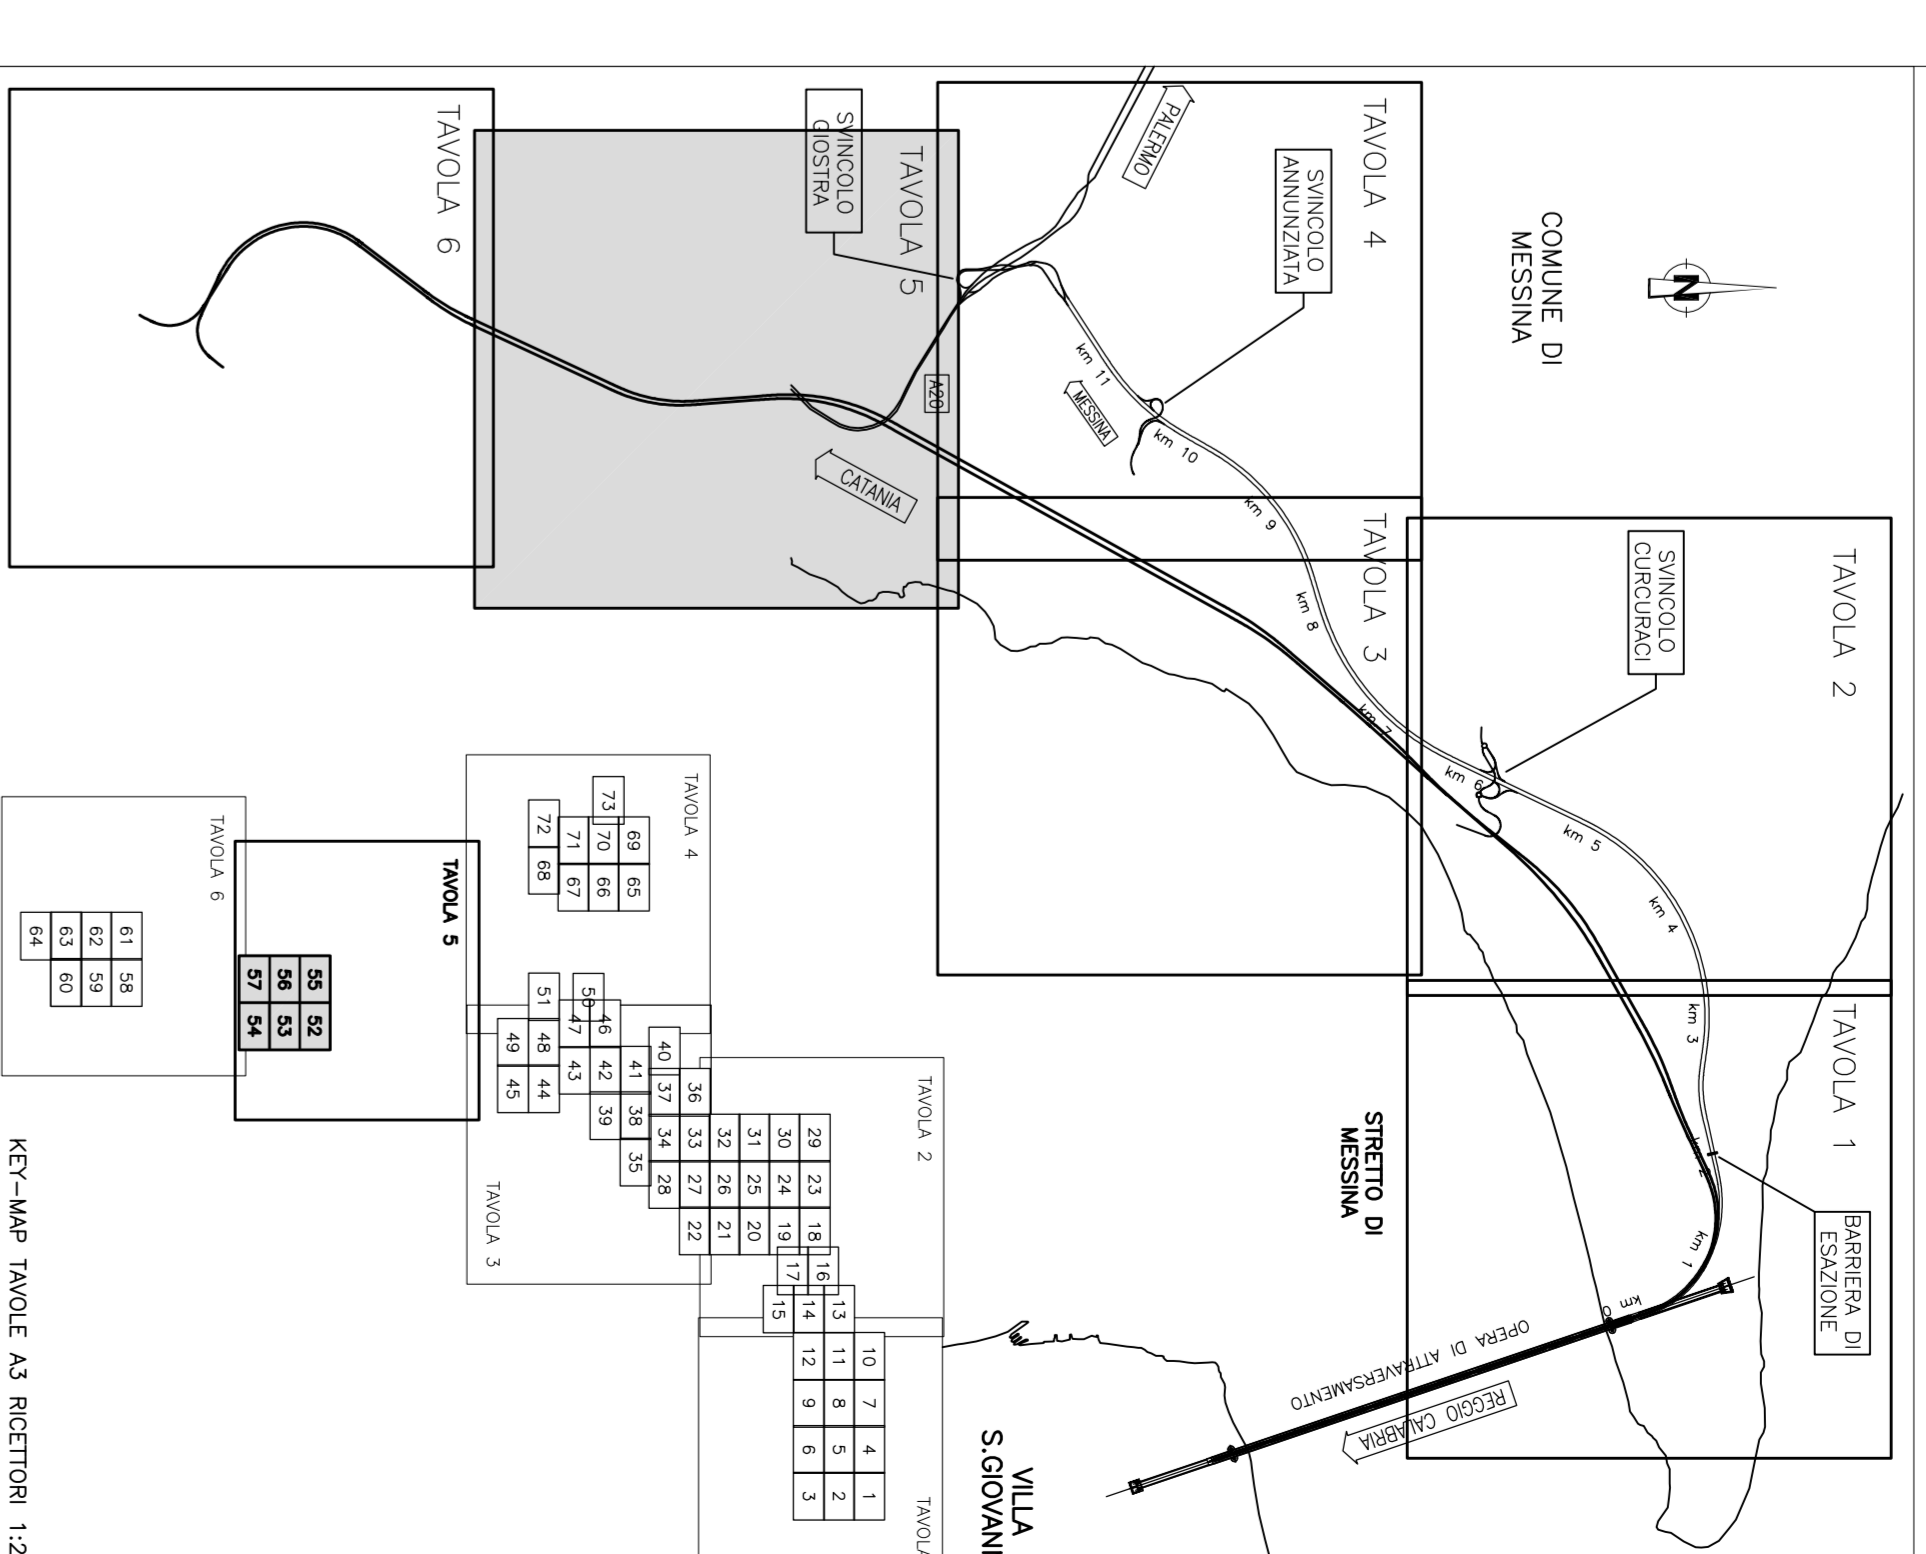 COMUNE DI
MESSINA
N
TAVOLA 2
SVINCOLO
CURCURACI
TAVOLA 1
BARRIERA DI
ESAZIONE
TAVOLA 4
SVINCOLO
ANNUNZIATA
PALERMO
MESSINA
TAVOLA 3
km 0
km 1
km 2
km 3
km 4
km 5
km 6
km 7
km 8
km 9
km 10
km 11
OPERA DI ATTRAVERSAMENTO
REGGIO CALABRIA
STRETTO DI
MESSINA
TAVOLA 5
SVINCOLO
GIOSTRA
A20
CATANIA
TAVOLA 6
VILLA
TAVOLA 2
29 23 18
30 24 19
31 25 20
32 26 21
36 33 27 22
40 37 34 28
16
17
13 10 7 4 1
14 11 8 5 2
15 12 9 6 3
TAVOLA 4
69 65
73 70 66
71 67
72 68
41 38 35
46 42 39
50 47 43
51 48 44
49 45
TAVOLA 3
TAVOLA 5
55 52
56 53
57 54
TAVOLA 6
61 58
62 59
63 60
64
KEY-MAP TAVOLE A3 RICETTORI